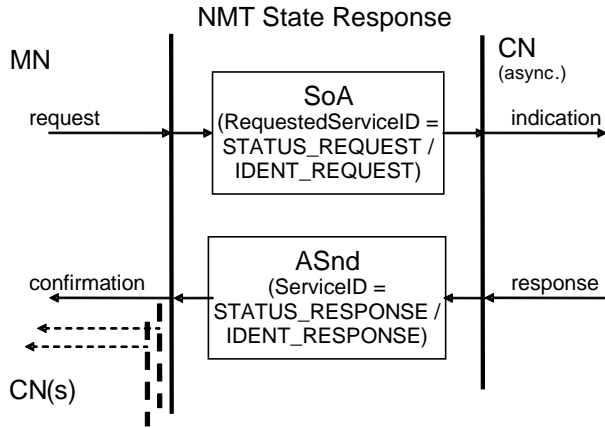 NMT State Response
MN
CN
(async.)
request
SoA
(RequestedServiceID =
STATUS_REQUEST /
IDENT_REQUEST)
indication
confirmation
ASnd
(ServiceID =
STATUS_RESPONSE /
IDENT_RESPONSE)
response
CN(s)